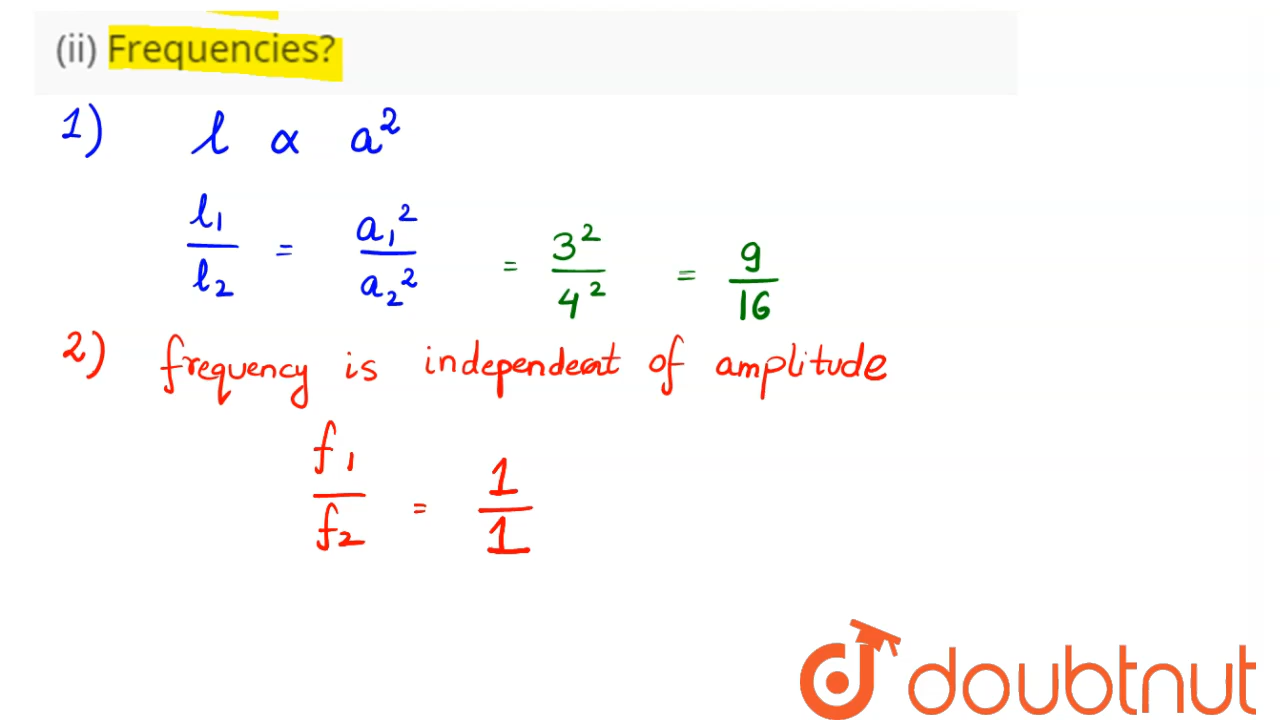 (ii) Frequencies?
1) l ∝ a²
l₁/l₂ = a₁²/a₂² = 3²/4² = 9/16
2) frequency is independent of amplitude
f₁/f₂ = 1/1
doubtnut